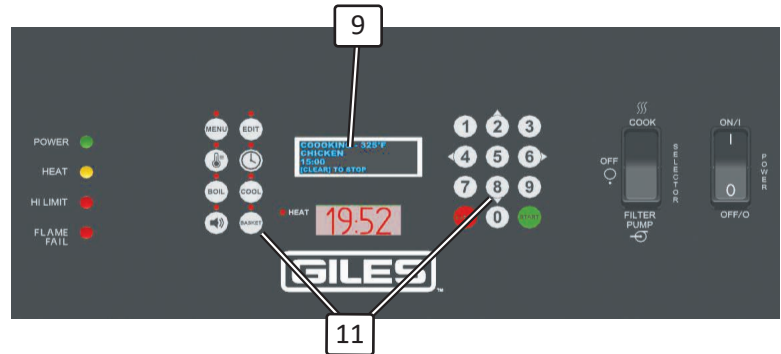 9
POWER
HEAT
HI LIMIT
FLAME
FAIL
MENU
EDIT
BOIL
COOL
BASKET
COOOKING - 325°F
CHICKEN
15:00
[CLEAR] TO STOP
HEAT
19:52
GILES
TM
1 2 3
4 5 6
7 8 9
0
START
COOK
OFF
FILTER
PUMP
SELECTOR
ON/I
I
0
OFF/O
POWER
11